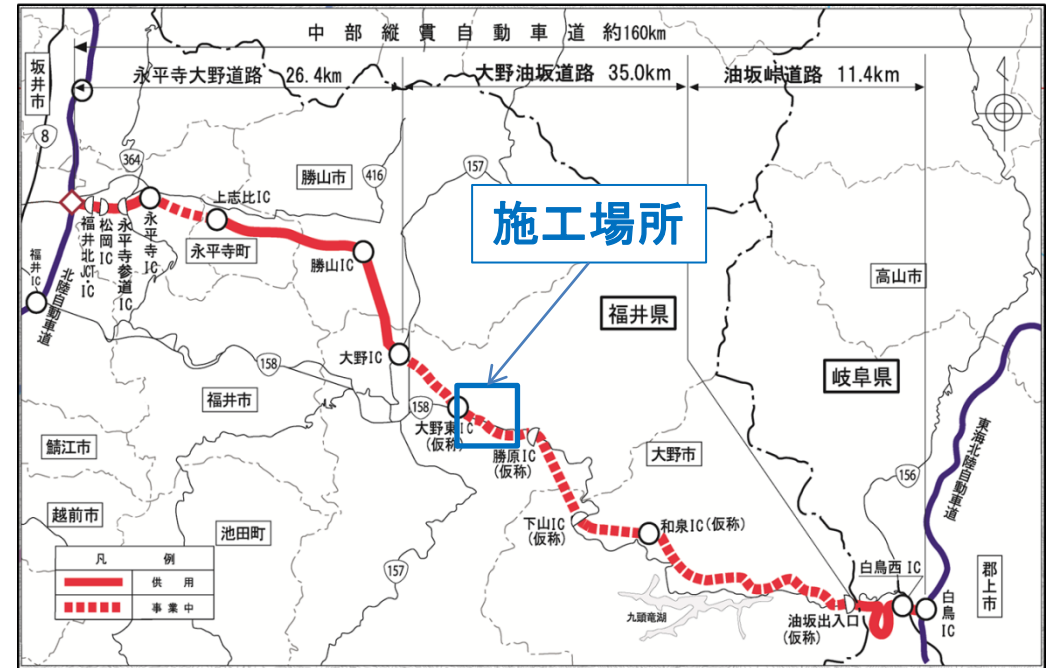 中部縦貫自動車道 約160km
永平寺大野道路 26.4km
大野油坂道路 35.0km
油坂峠道路 11.4km
坂井市
8
364
416
157
勝山市
上志比IC
施工場所
福井北JCT・IC
松岡IC
永平寺参道IC
永平寺IC
永平寺町
勝山IC
福井IC
北陸自動車道
高山市
福井県
岐阜県
大野IC
158
福井市
158
大野東IC
(仮称)
勝原IC
(仮称)
大野市
鯖江市
156
東海北陸自動車道
越前市
池田町
下山IC
(仮称)
和泉IC(仮称)
凡例
供用
事業中
157
白鳥西IC
郡上市
九頭竜湖
油坂出入口
(仮称)
白鳥IC